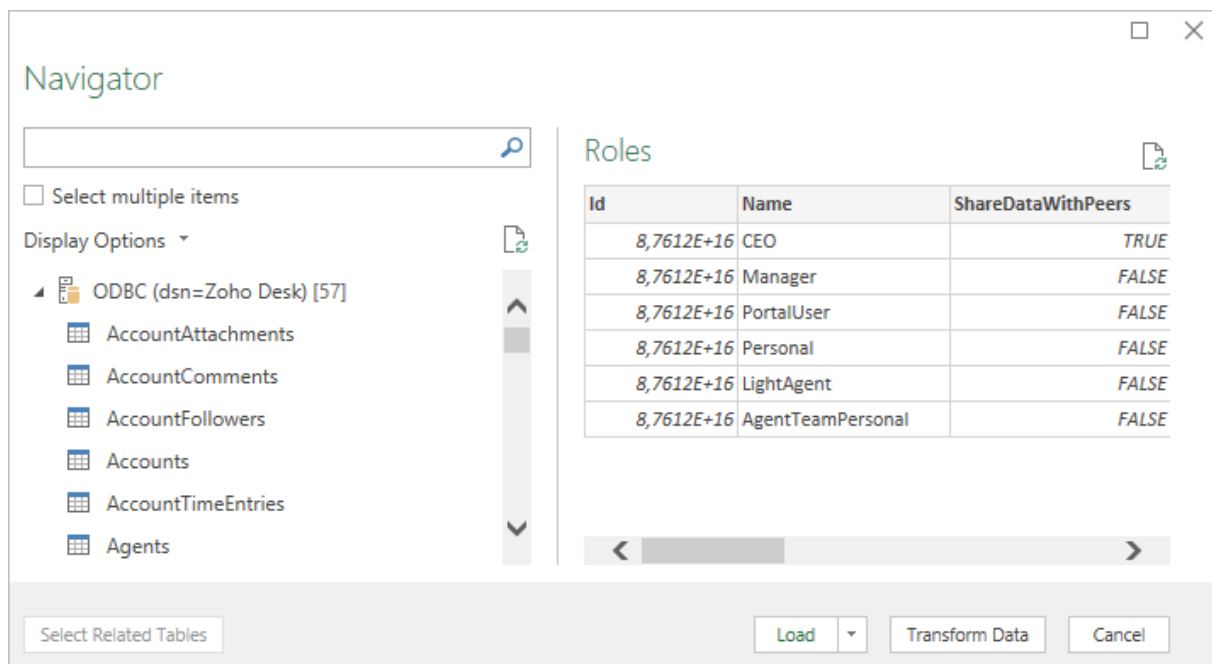 Navigator
Select multiple items
Display Options
ODBC (dsn=Zoho Desk) [57]
AccountAttachments
AccountComments
AccountFollowers
Accounts
AccountTimeEntries
Agents
Roles
Id Name ShareDataWithPeers
8,7612E+16 CEO TRUE
8,7612E+16 Manager FALSE
8,7612E+16 PortalUser FALSE
8,7612E+16 Personal FALSE
8,7612E+16 LightAgent FALSE
8,7612E+16 AgentTeamPersonal FALSE
Select Related Tables
Load
Transform Data
Cancel